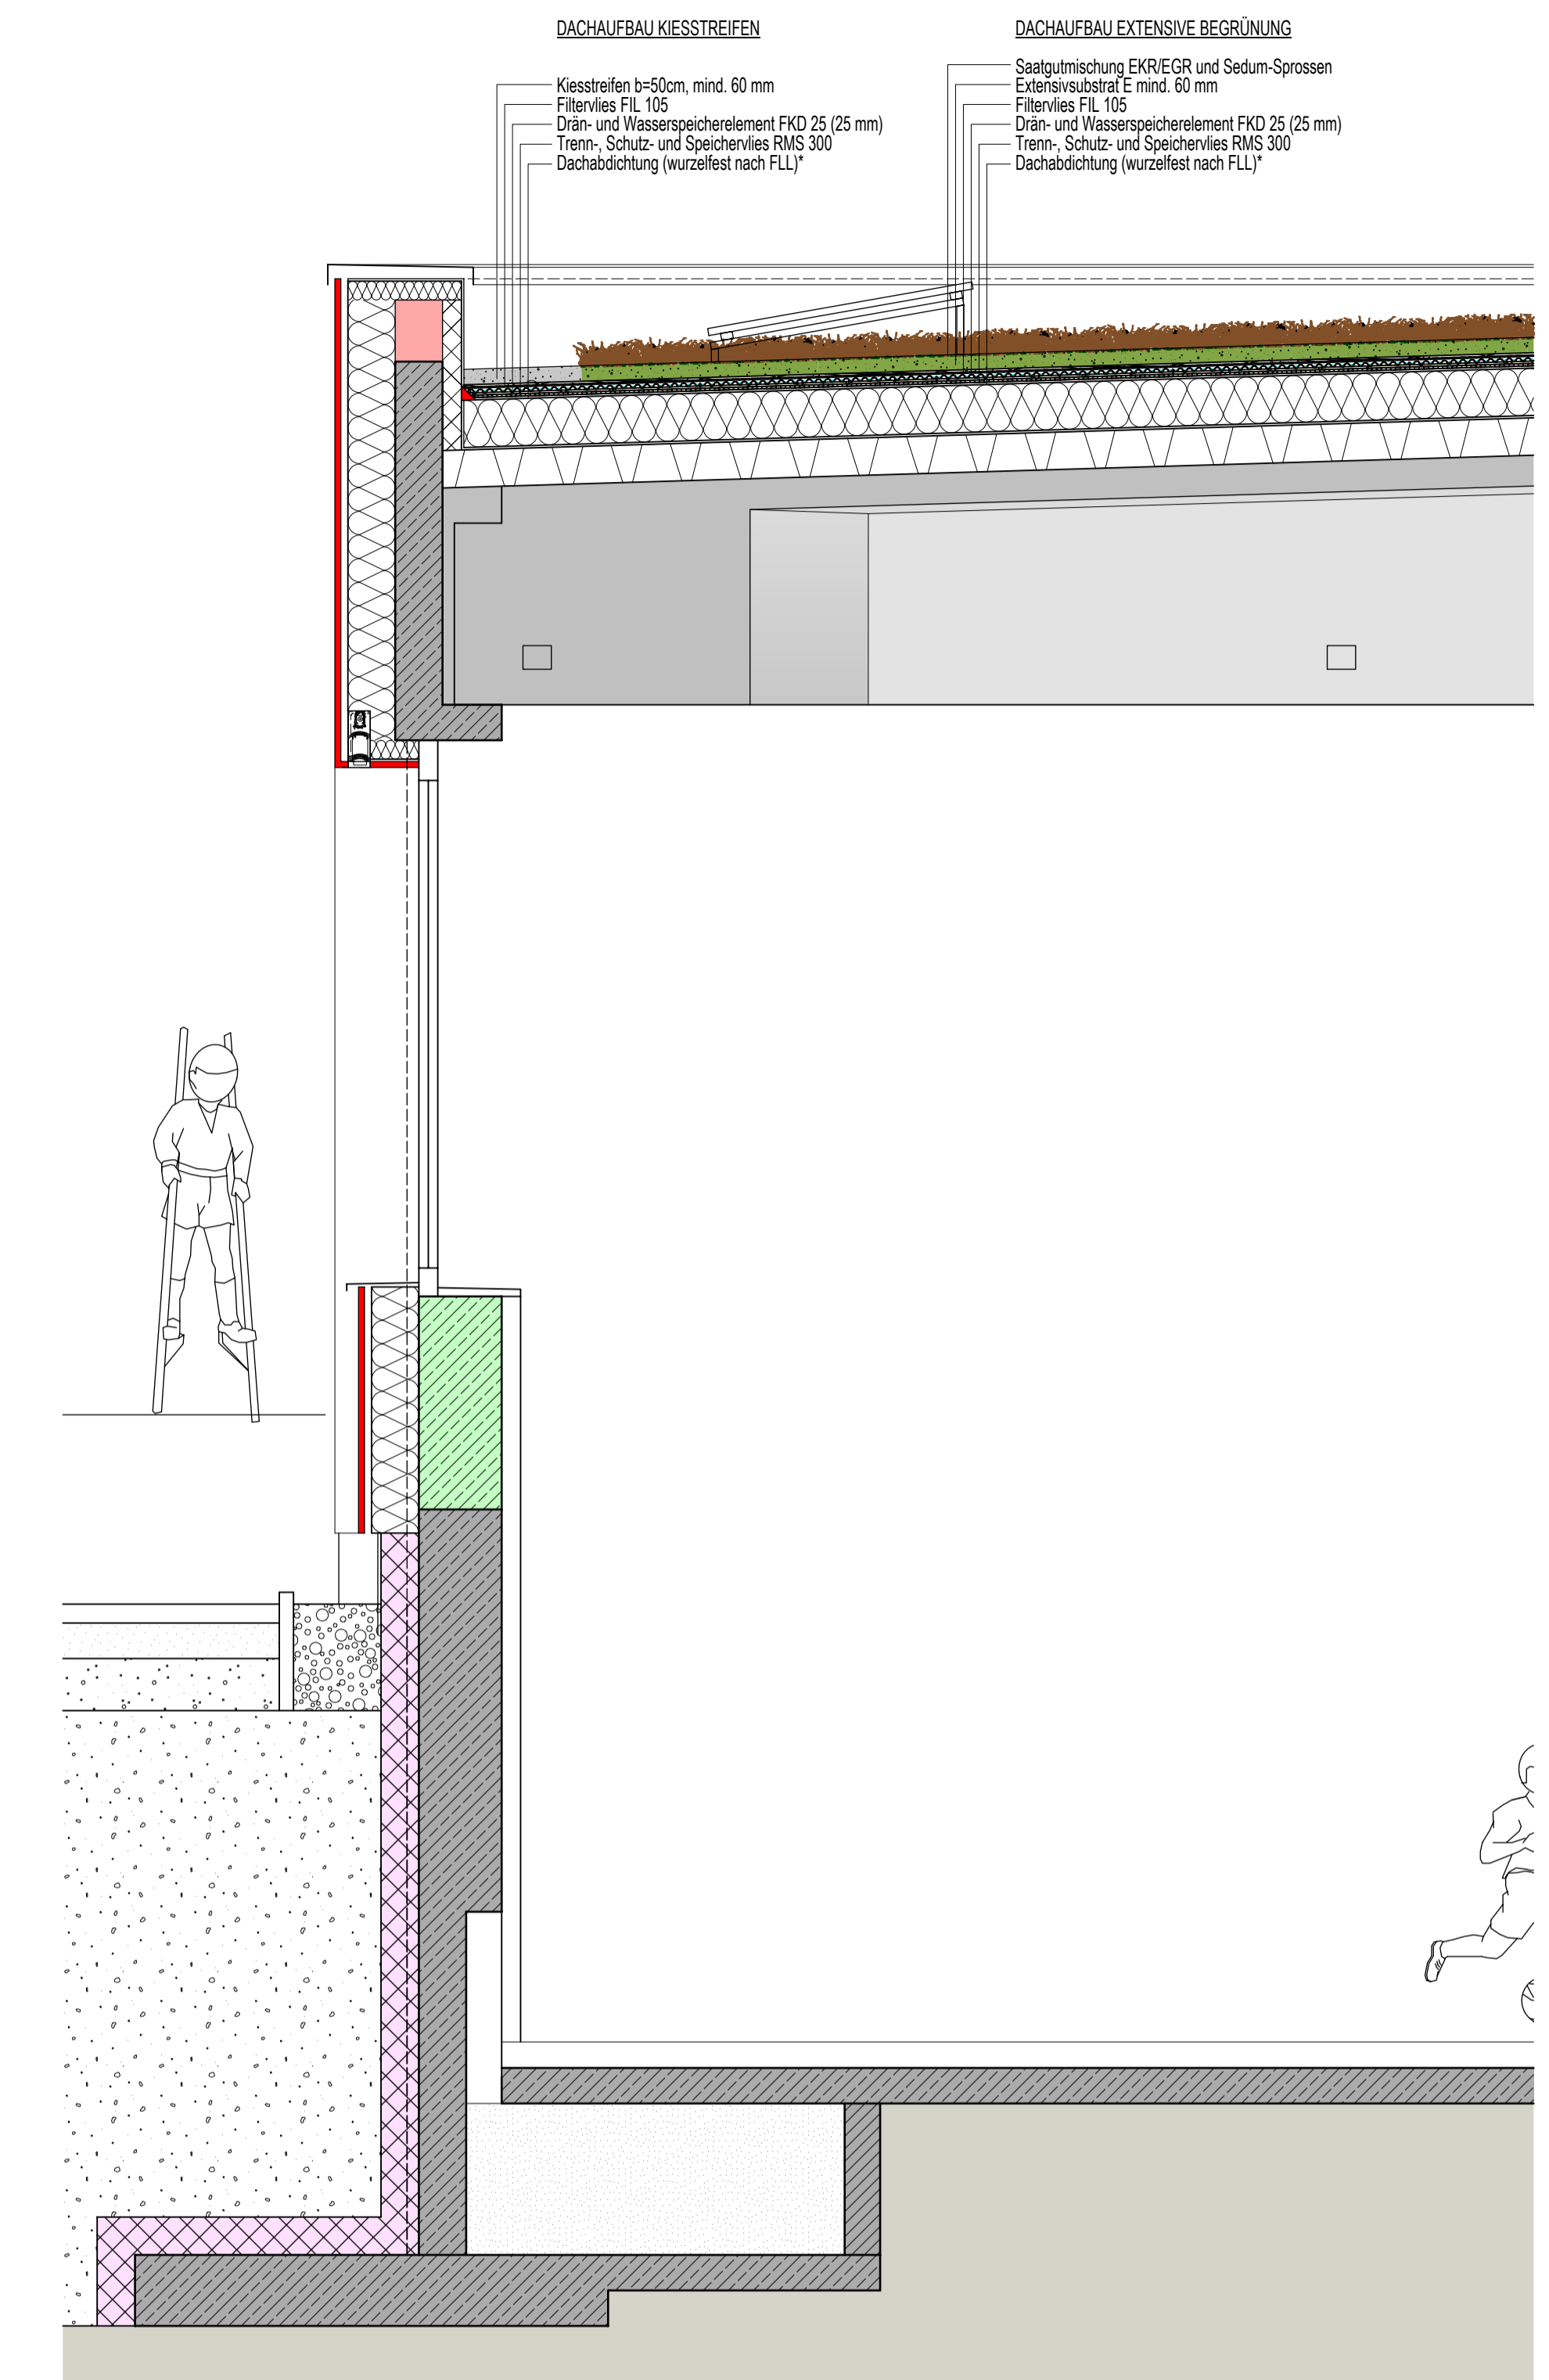 DACHAUFBAU KIESSTREIFEN
Kiesstreifen b=50cm, mind. 60 mm
Filtervlies FIL 105
Drän- und Wasserspeicherelement FKD 25 (25 mm)
Trenn-, Schutz- und Speichervlies RMS 300
Dachabdichtung (wurzelfest nach FLL)*
DACHAUFBAU EXTENSIVE BEGRÜNUNG
Saatgutmischung EKR/EGR und Sedum-Sprossen
Extensivsubstrat E mind. 60 mm
Filtervlies FIL 105
Drän- und Wasserspeicherelement FKD 25 (25 mm)
Trenn-, Schutz- und Speichervlies RMS 300
Dachabdichtung (wurzelfest nach FLL)*